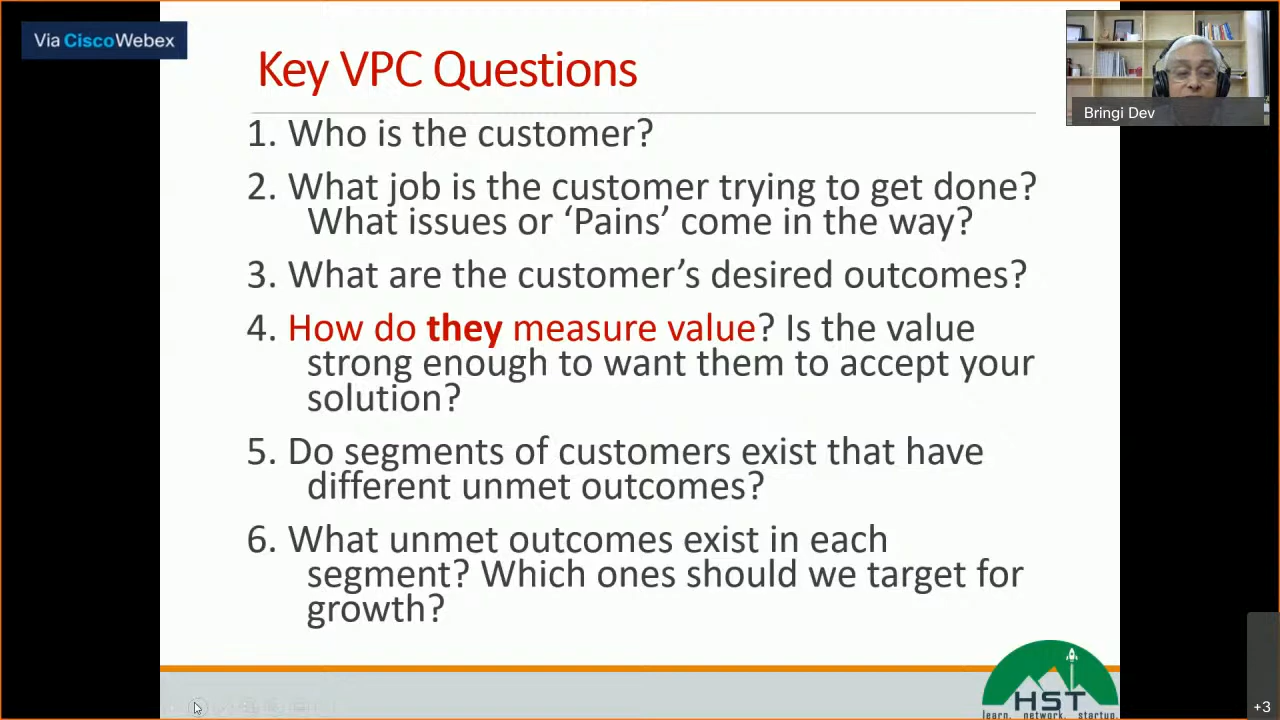 Via CiscoWebex
Key VPC Questions
Bringi Dev
1. Who is the customer?
2. What job is the customer trying to get done?
What issues or ‘Pains’ come in the way?
3. What are the customer’s desired outcomes?
4. How do they measure value? Is the value
strong enough to want them to accept your
solution?
5. Do segments of customers exist that have
different unmet outcomes?
6. What unmet outcomes exist in each
segment? Which ones should we target for
growth?
HST
learn. network. startup.
+3